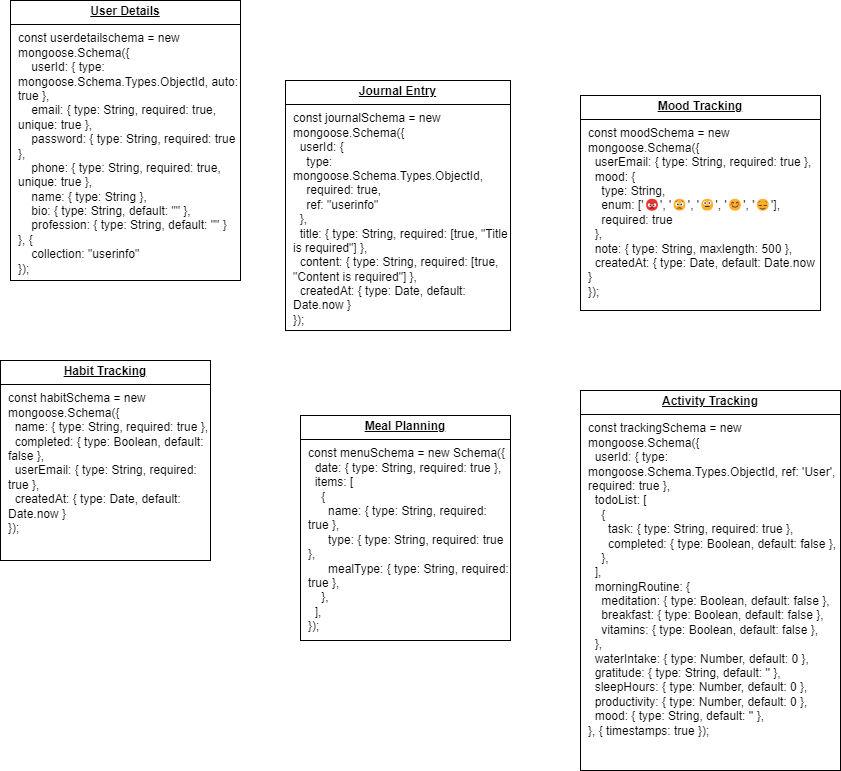 User Details
const userdetailschema = new
mongoose.Schema({
userId: { type:
mongoose.Schema.Types.ObjectId, auto:
true },
email: { type: String, required: true,
unique: true },
password: { type: String, required: true
},
phone: { type: String, required: true,
unique: true },
name: { type: String },
bio: { type: String, default: "" },
profession: { type: String, default: "" }
}, {
collection: "userinfo"
});
Journal Entry
const journalSchema = new
mongoose.Schema({
userId: {
type:
mongoose.Schema.Types.ObjectId,
required: true,
ref: "userinfo"
},
title: { type: String, required: [true, "Title
is required"] },
content: { type: String, required: [true,
"Content is required"] },
createdAt: { type: Date, default:
Date.now }
});
Mood Tracking
const moodSchema = new
mongoose.Schema({
userEmail: { type: String, required: true },
mood: {
type: String,
enum: ['😡', '😟', '😐', '😊', '😔'],
required: true
},
note: { type: String, maxlength: 500 },
createdAt: { type: Date, default: Date.now
}
});
Habit Tracking
const habitSchema = new
mongoose.Schema({
name: { type: String, required: true },
completed: { type: Boolean, default:
false },
userEmail: { type: String, required:
true },
createdAt: { type: Date, default:
Date.now }
});
Meal Planning
const menuSchema = new Schema({
date: { type: String, required: true },
items: [
{
name: { type: String, required:
true },
type: { type: String, required: true
},
mealType: { type: String, required:
true },
},
],
});
Activity Tracking
const trackingSchema = new
mongoose.Schema({
userId: { type:
mongoose.Schema.Types.ObjectId, ref: 'User',
required: true },
todoList: [
{
task: { type: String, required: true },
completed: { type: Boolean, default: false },
},
],
morningRoutine: {
meditation: { type: Boolean, default: false },
breakfast: { type: Boolean, default: false },
vitamins: { type: Boolean, default: false },
},
waterIntake: { type: Number, default: 0 },
gratitude: { type: String, default: '' },
sleepHours: { type: Number, default: 0 },
productivity: { type: Number, default: 0 },
mood: { type: String, default: '' },
}, { timestamps: true });